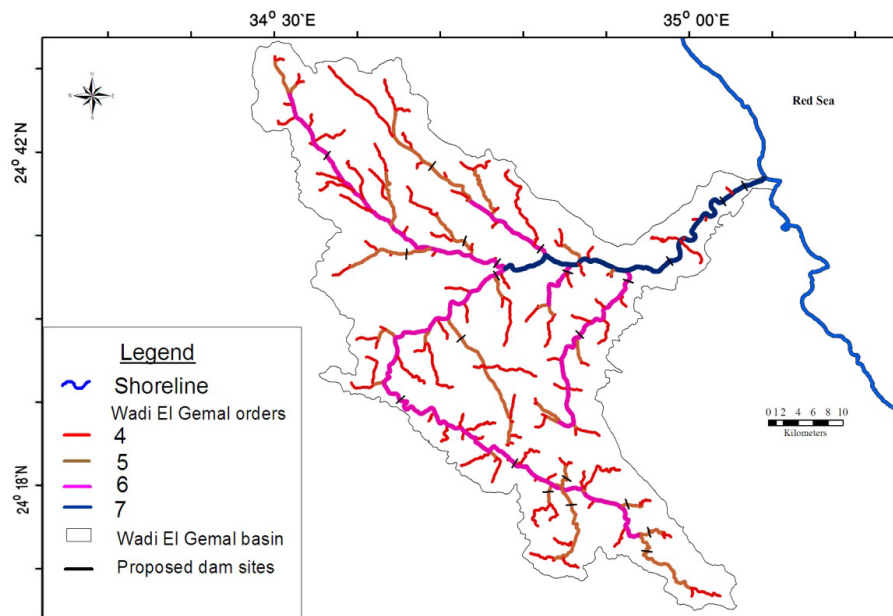 34° 30'E
35° 00'E
N
W
E
S
Red Sea
24° 42'N
24° 18'N
Legend
Shoreline
Wadi El Gemal orders
4
5
6
7
Wadi El Gemal basin
Proposed dam sites
0 1 2 4 6 8 10
Kilometers